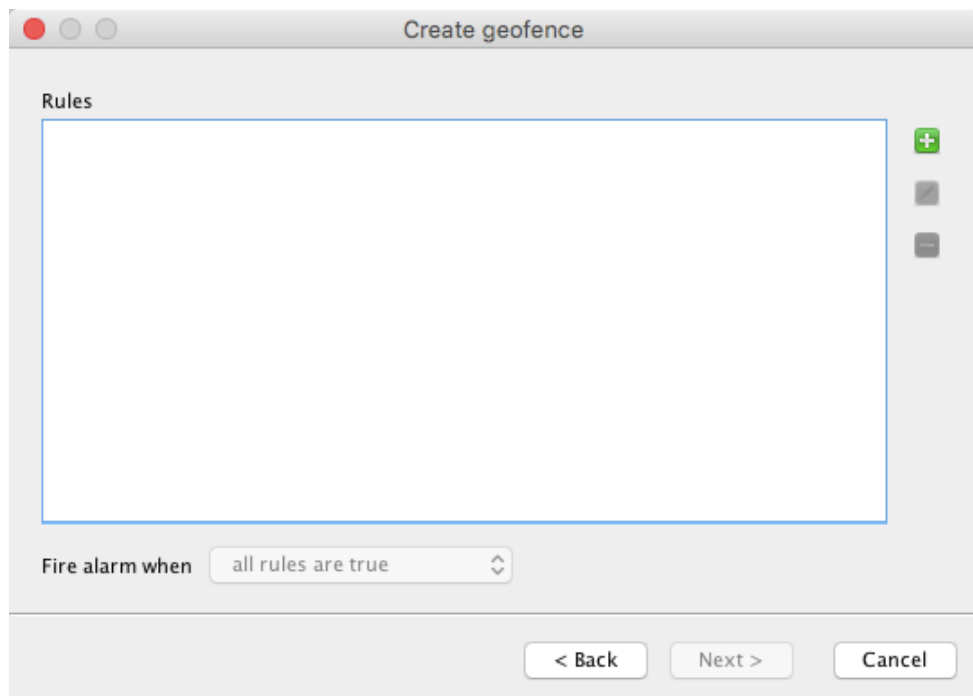 Create geofence
Rules
Fire alarm when all rules are true
< Back Next > Cancel